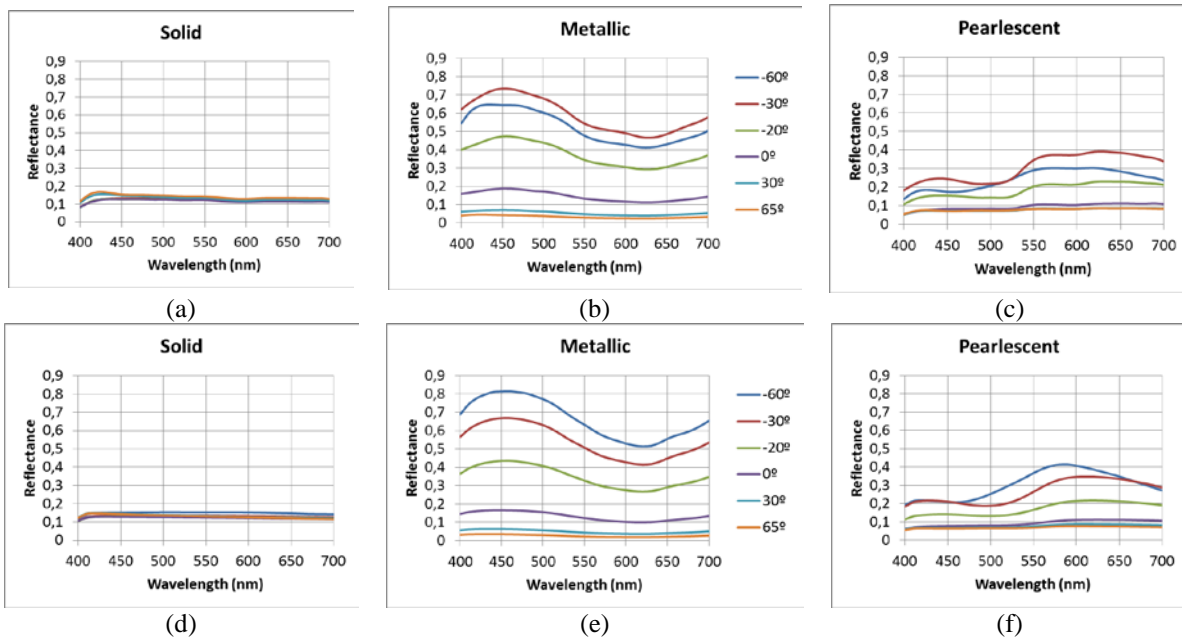 Solid
Reflectance
0,9
0,8
0,7
0,6
0,5
0,4
0,3
0,2
0,1
0
400 450 500 550 600 650 700
Wavelength (nm)
(a)
Metallic
Reflectance
0,9
0,8
0,7
0,6
0,5
0,4
0,3
0,2
0,1
0
400 450 500 550 600 650 700
Wavelength (nm)
-60º
-30º
-20º
0º
30º
65º
(b)
Pearlescent
Reflectance
0,9
0,8
0,7
0,6
0,5
0,4
0,3
0,2
0,1
0
400 450 500 550 600 650 700
Wavelength (nm)
(c)
Solid
Reflectance
0,9
0,8
0,7
0,6
0,5
0,4
0,3
0,2
0,1
0
400 450 500 550 600 650 700
Wavelength (nm)
(d)
Metallic
Reflectance
0,9
0,8
0,7
0,6
0,5
0,4
0,3
0,2
0,1
0
400 450 500 550 600 650 700
Wavelength (nm)
-60º
-30º
-20º
0º
30º
65º
(e)
Pearlescent
Reflectance
0,9
0,8
0,7
0,6
0,5
0,4
0,3
0,2
0,1
0
400 450 500 550 600 650 700
Wavelength (nm)
(f)